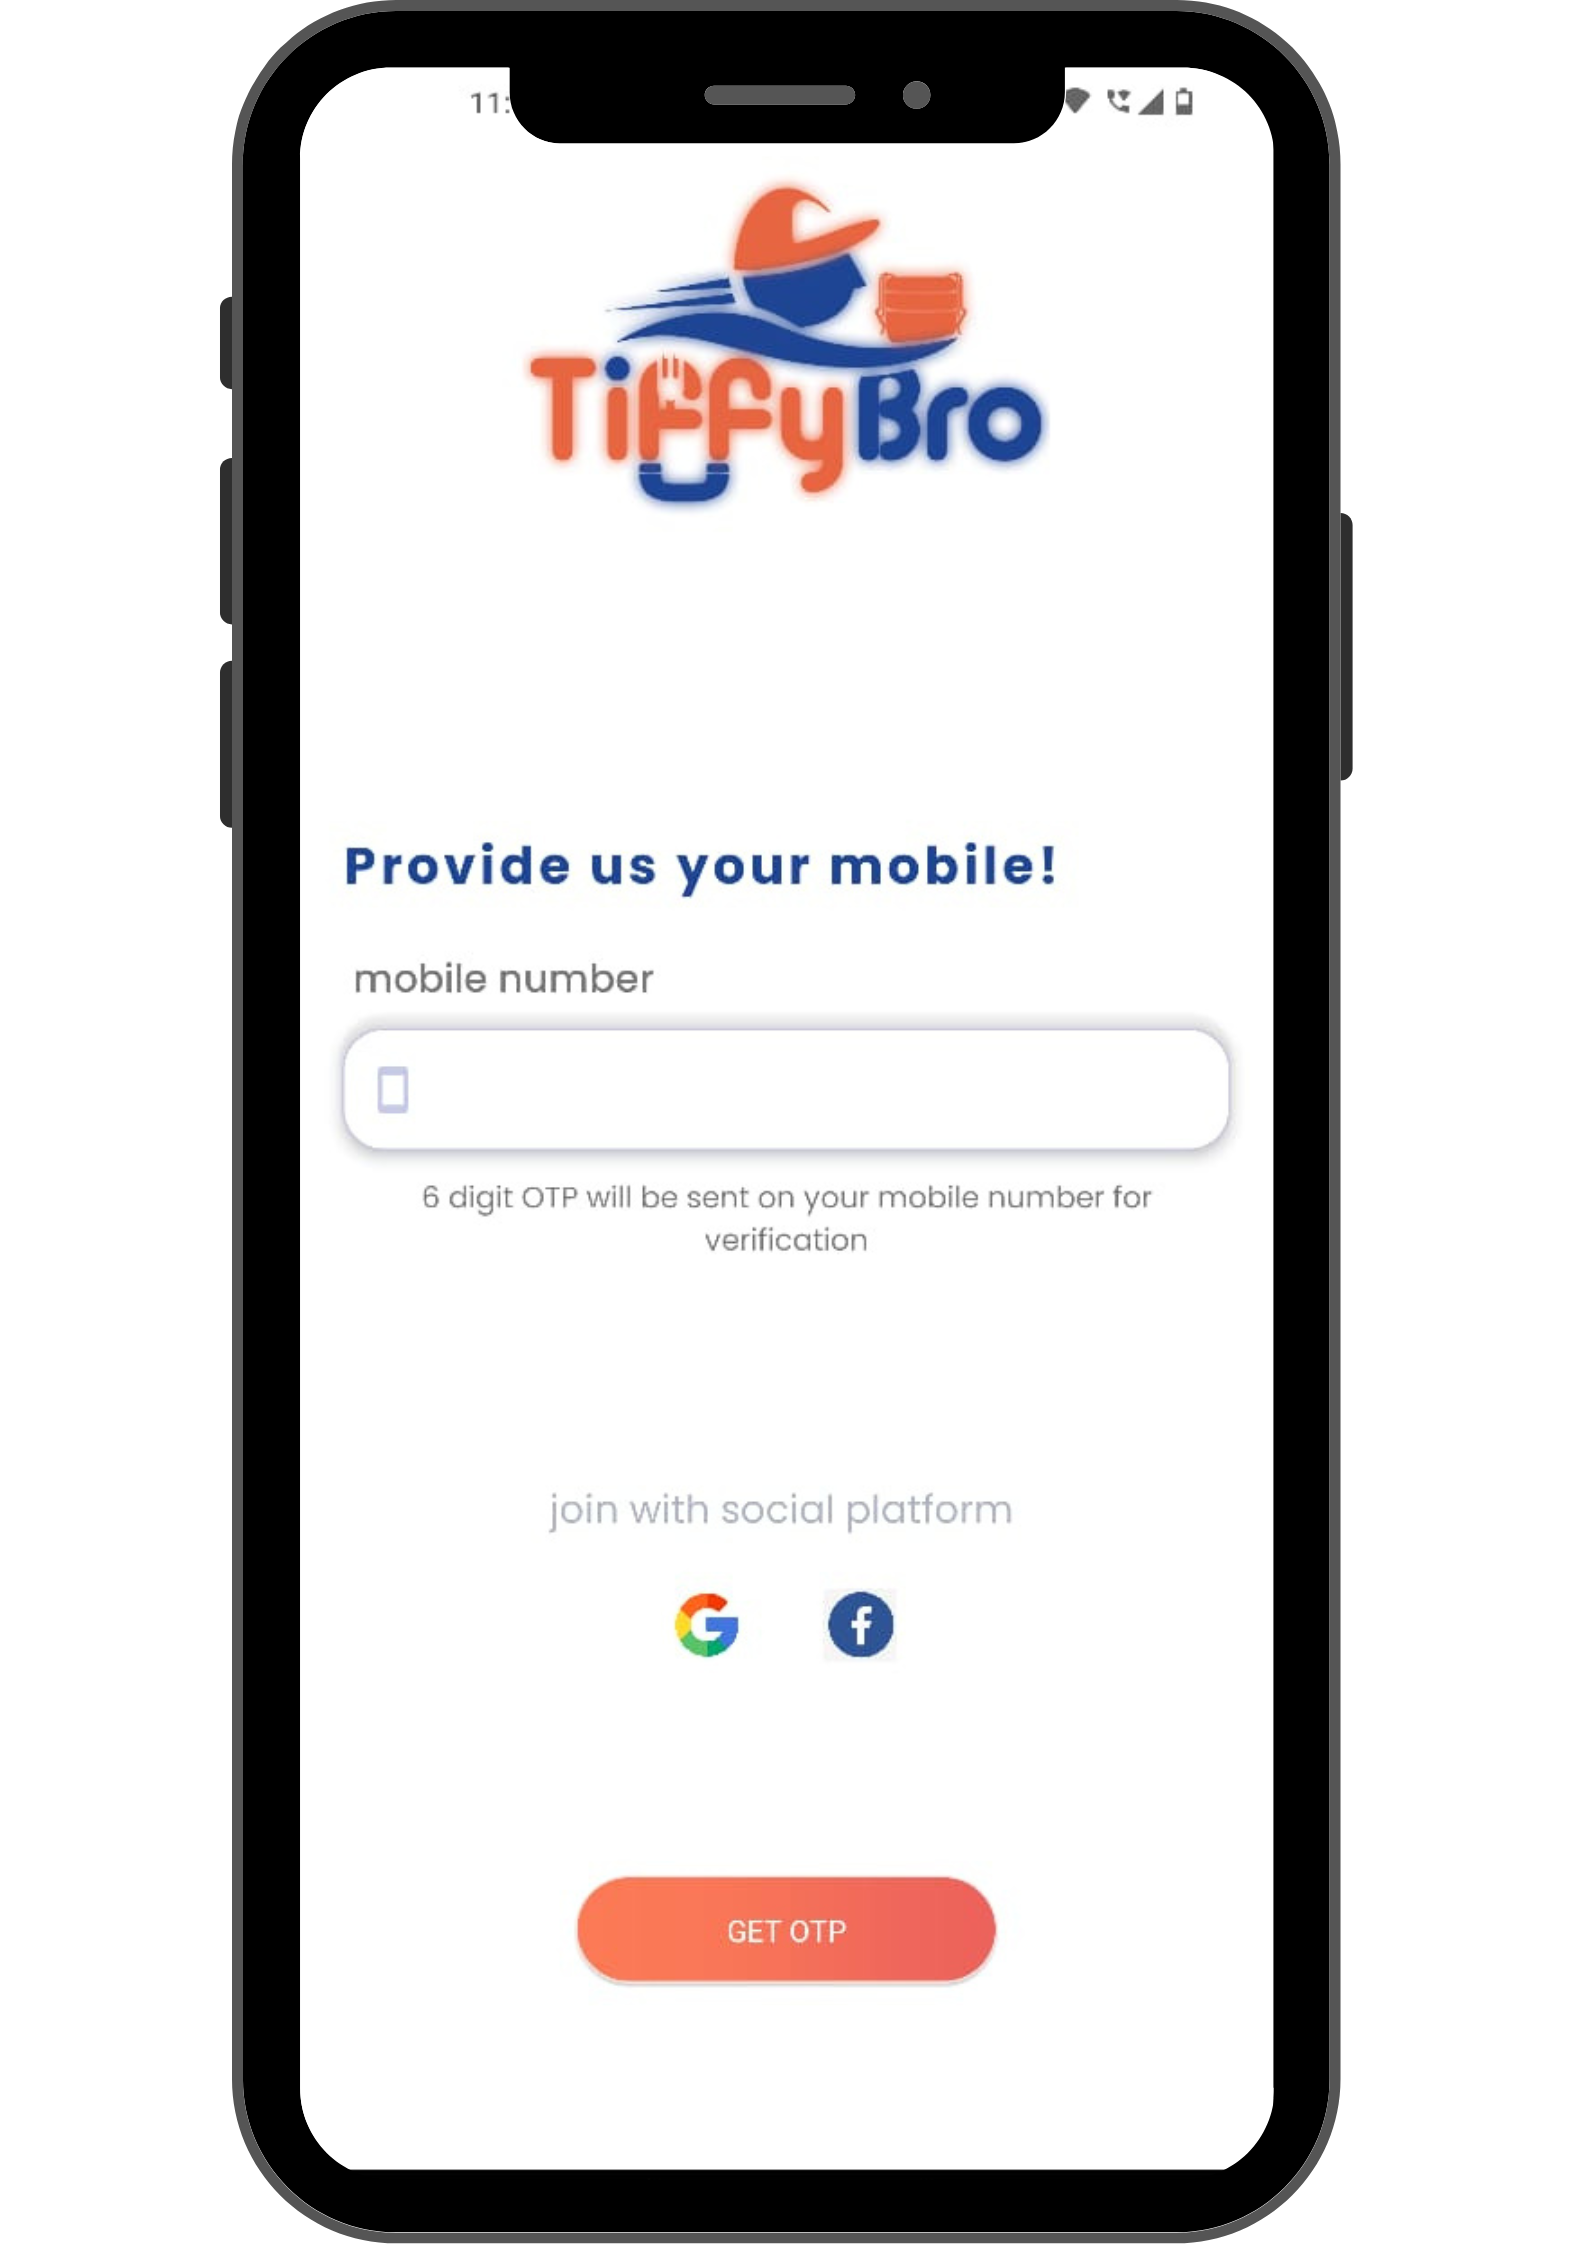 11:
TiffyBro
Provide us your mobile!
mobile number
6 digit OTP will be sent on your mobile number for
verification
join with social platform
GET OTP